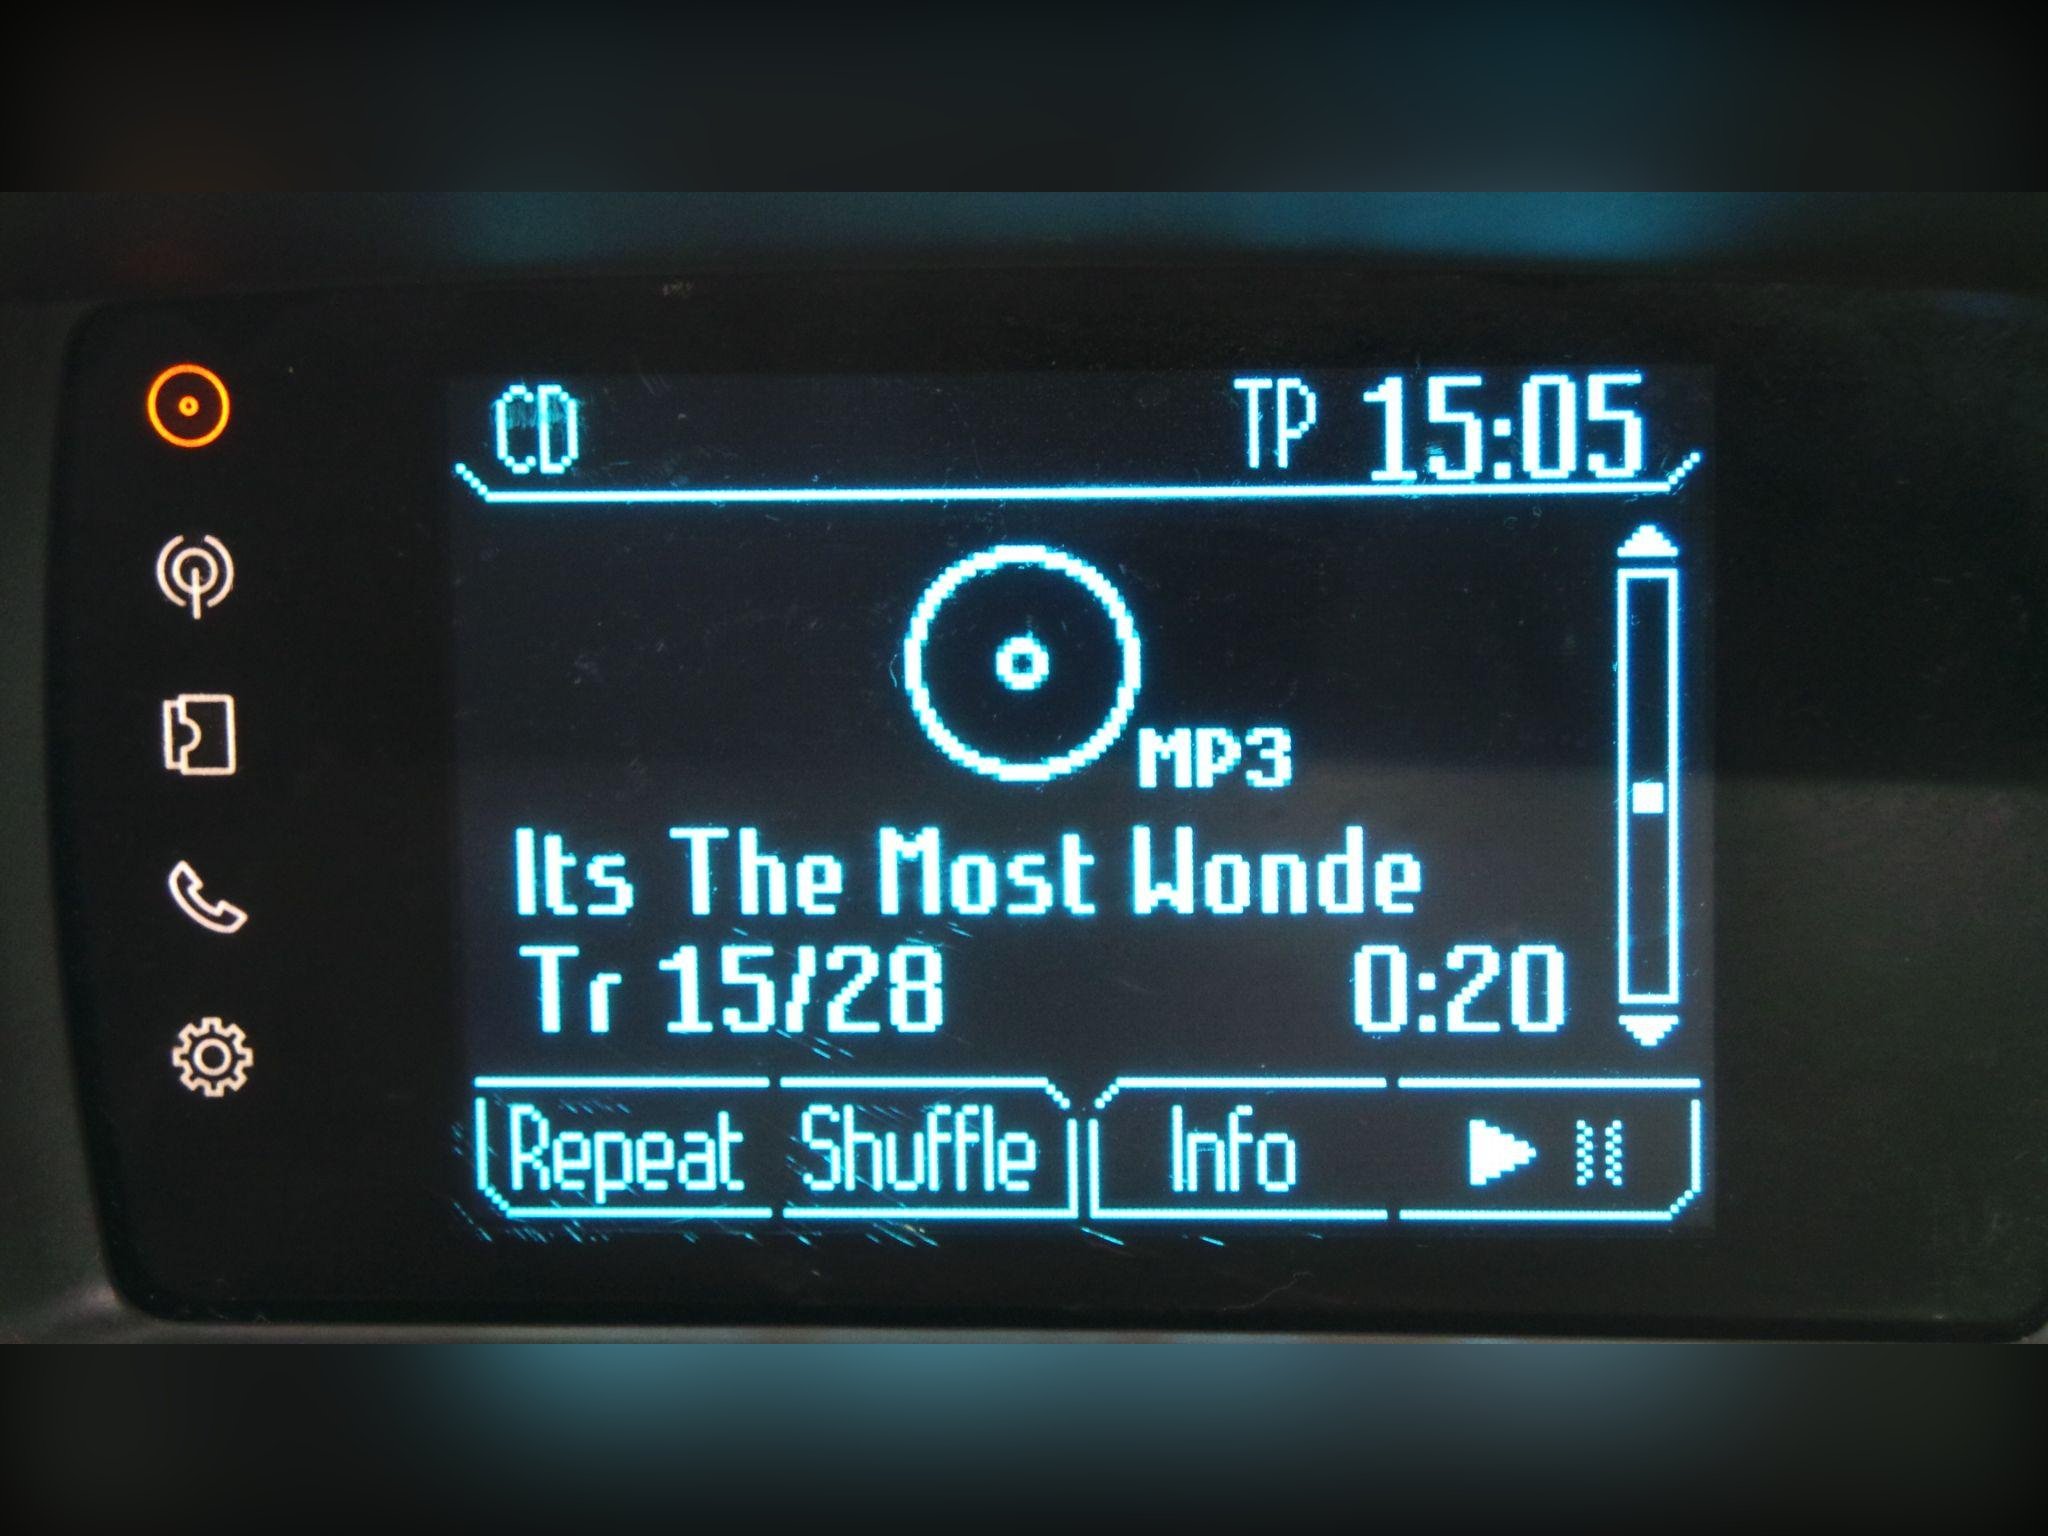 CD TP 15:05
MP3
Its The Most Wonde
Tr 15/28 0:20
Repeat Shuffle Info